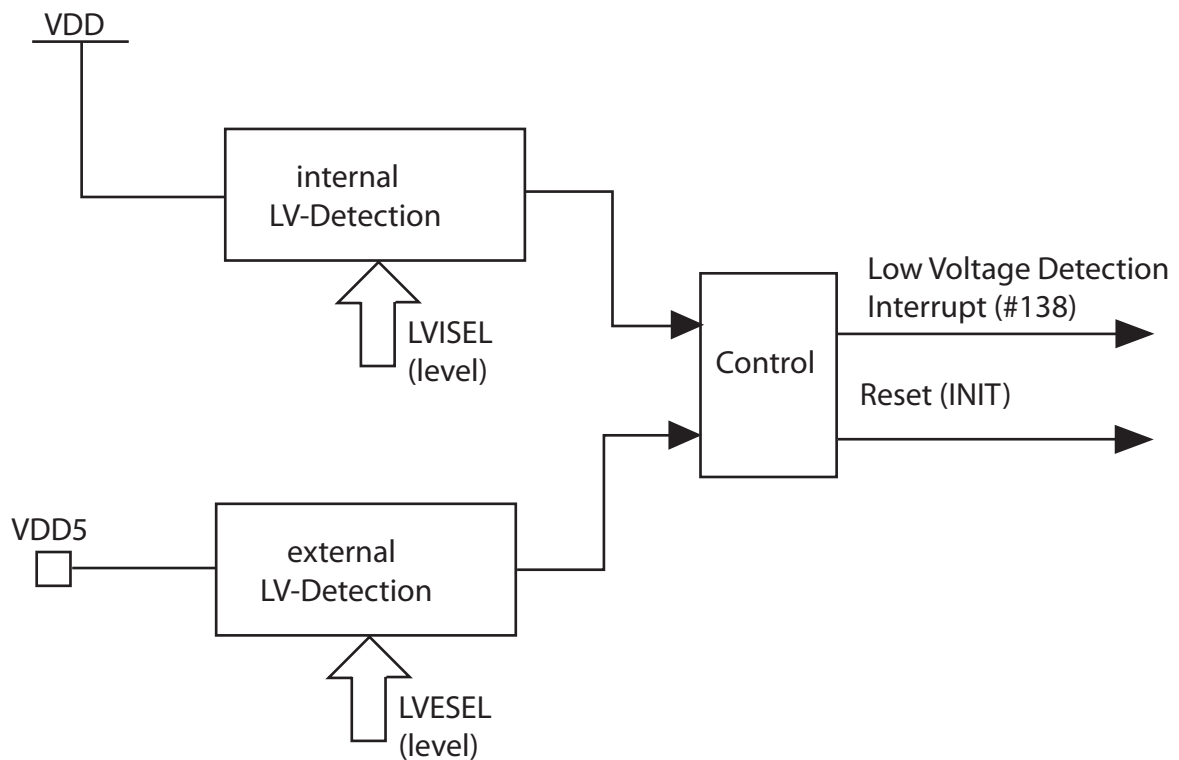 VDD
internal
LV-Detection
LVISEL
(level)
Low Voltage Detection
Interrupt (#138)
Control
Reset (INIT)
VDD5
external
LV-Detection
LVESEL
(level)